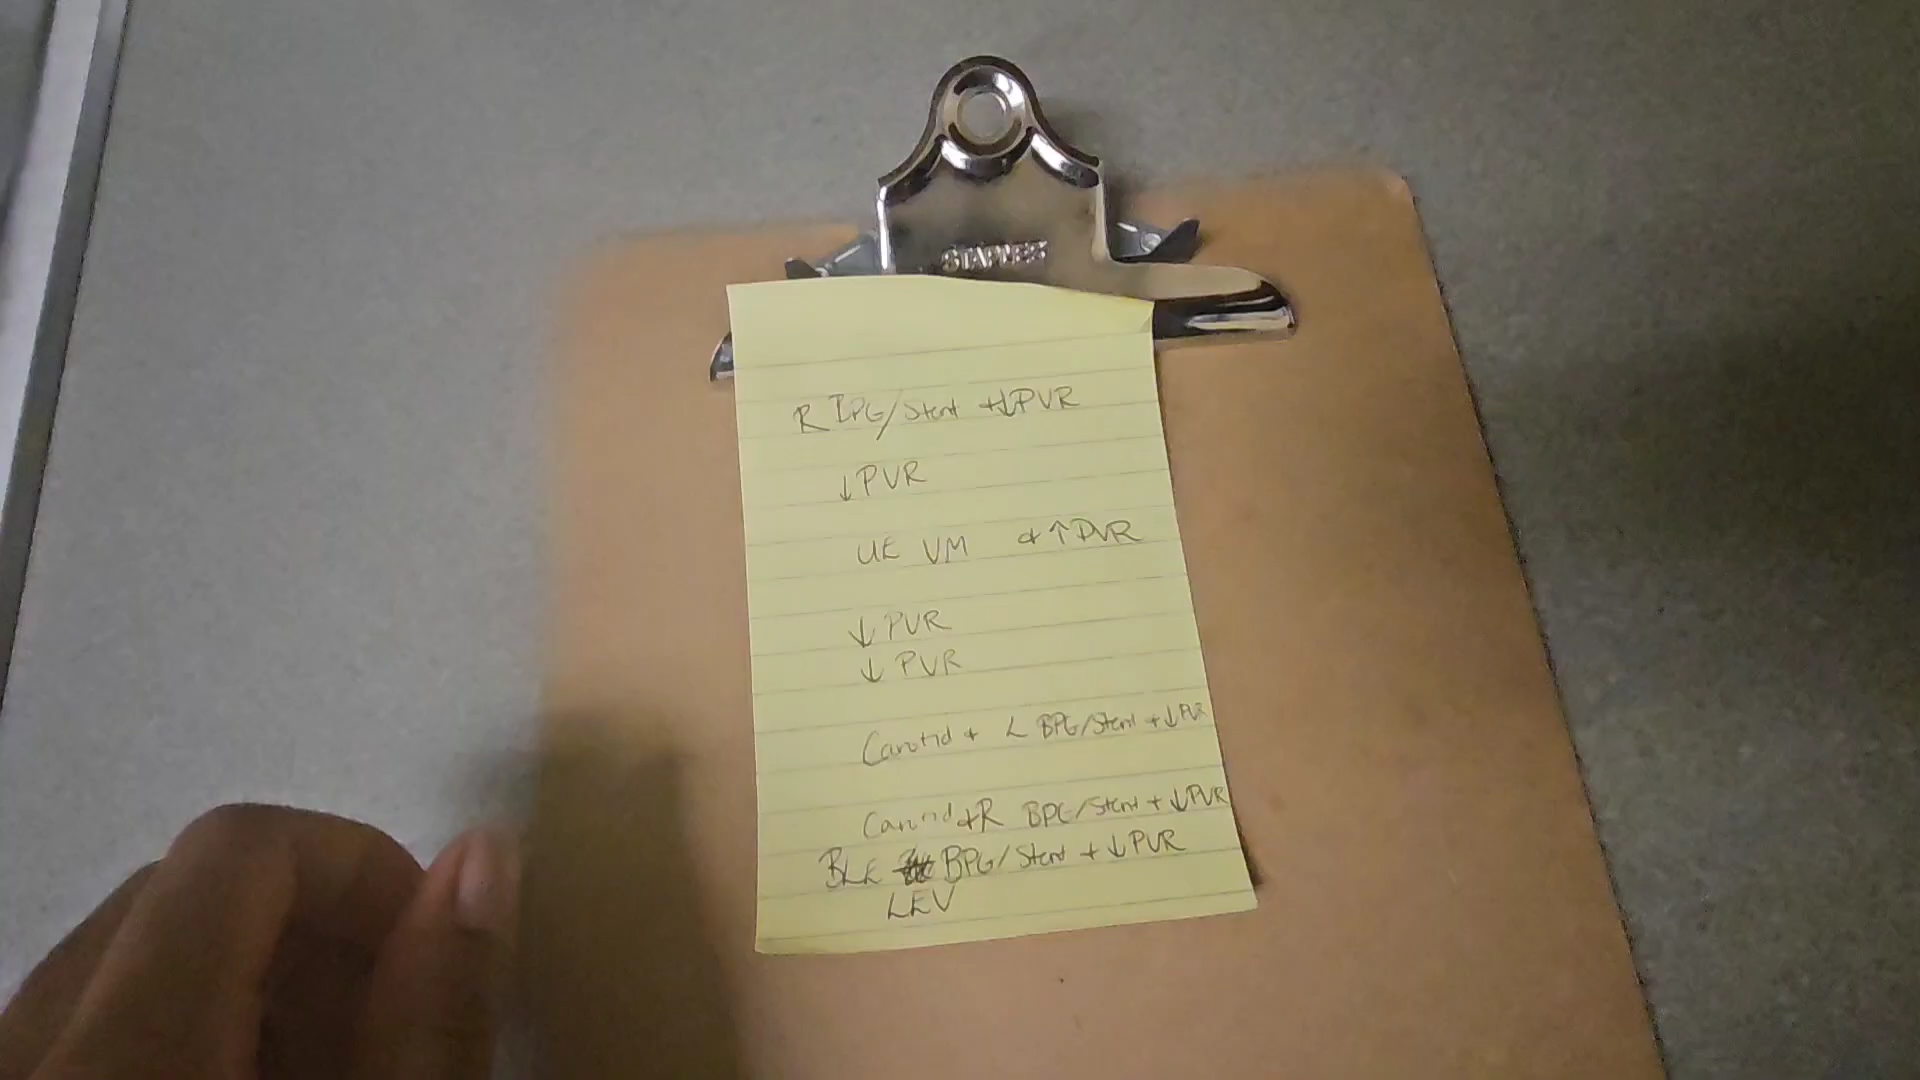 STAPLES
R BPG/Stent +↓PVR
↓PVR
UE VM + ↑PVR
↓ PVR
↓ PVR
Carotid + L BPG/Stent + ↓PVR
Carotid +R BPG/Stent + ↓PVR
BLE BPG/Stent + ↓PVR
LEV